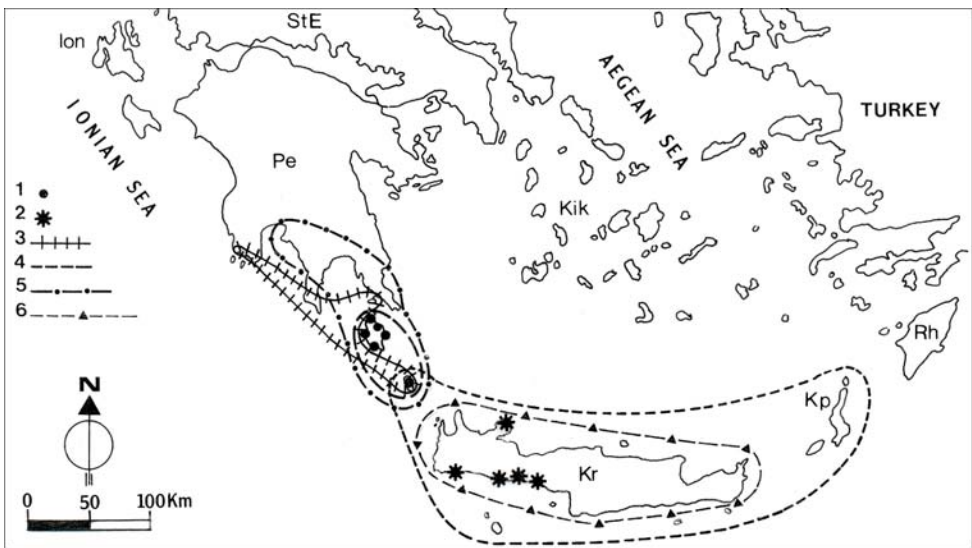 StE
Ion
IONIAN SEA
AEGEAN SEA
TURKEY
Pe
Kik
1
2
3
4
5
6
Rh
Kp
Kr
N
0 50 100Km